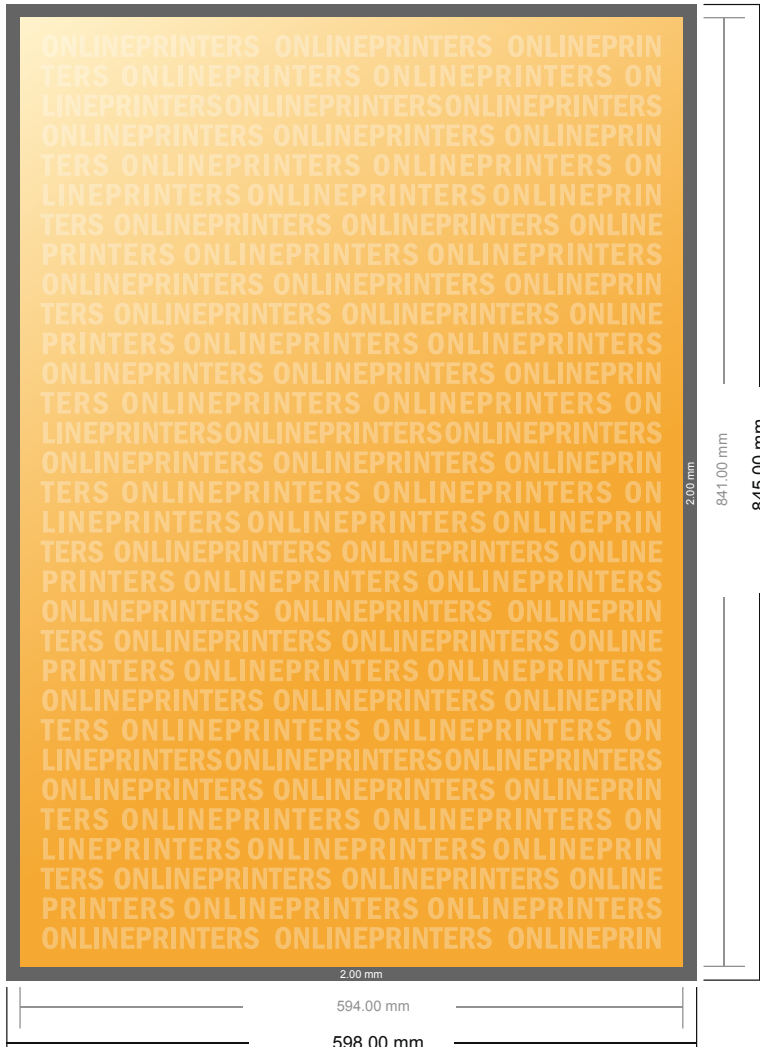 ONLINEPRINTERS ONLINEPRINTERS ONLINEPRIN
TERS ONLINEPRINTERS ONLINEPRINTERS ON
LINEPRINTERSONLINEPRINTERSONLINEPRINTERS
ONLINEPRINTERS ONLINEPRINTERS ONLINEPRIN
TERS ONLINEPRINTERS ONLINEPRINTERS ON
LINEPRINTERS ONLINEPRINTERS ONLINEPRIN
TERS ONLINEPRINTERS ONLINEPRINTERS ONLINE
PRINTERS ONLINEPRINTERS ONLINEPRINTERS
ONLINEPRINTERS ONLINEPRINTERS ONLINEPRIN
TERS ONLINEPRINTERS ONLINEPRINTERS ONLINE
PRINTERS ONLINEPRINTERS ONLINEPRINTERS
ONLINEPRINTERS ONLINEPRINTERS ONLINEPRIN
TERS ONLINEPRINTERS ONLINEPRINTERS ON
LINEPRINTERSONLINEPRINTERSONLINEPRINTERS
ONLINEPRINTERS ONLINEPRINTERS ONLINEPRIN
TERS ONLINEPRINTERS ONLINEPRINTERS ON
LINEPRINTERS ONLINEPRINTERS ONLINEPRIN
TERS ONLINEPRINTERS ONLINEPRINTERS ONLINE
PRINTERS ONLINEPRINTERS ONLINEPRINTERS
ONLINEPRINTERS ONLINEPRINTERS ONLINEPRIN
TERS ONLINEPRINTERS ONLINEPRINTERS ONLINE
PRINTERS ONLINEPRINTERS ONLINEPRINTERS
ONLINEPRINTERS ONLINEPRINTERS ONLINEPRIN
TERS ONLINEPRINTERS ONLINEPRINTERS ON
LINEPRINTERSONLINEPRINTERSONLINEPRINTERS
ONLINEPRINTERS ONLINEPRINTERS ONLINEPRIN
TERS ONLINEPRINTERS ONLINEPRINTERS ON
LINEPRINTERS ONLINEPRINTERS ONLINEPRIN
TERS ONLINEPRINTERS ONLINEPRINTERS ONLINE
PRINTERS ONLINEPRINTERS ONLINEPRINTERS
ONLINEPRINTERS ONLINEPRINTERS ONLINEPRIN
2.00 mm
841.00 mm
845.00 mm
2.00 mm
594.00 mm
598.00 mm